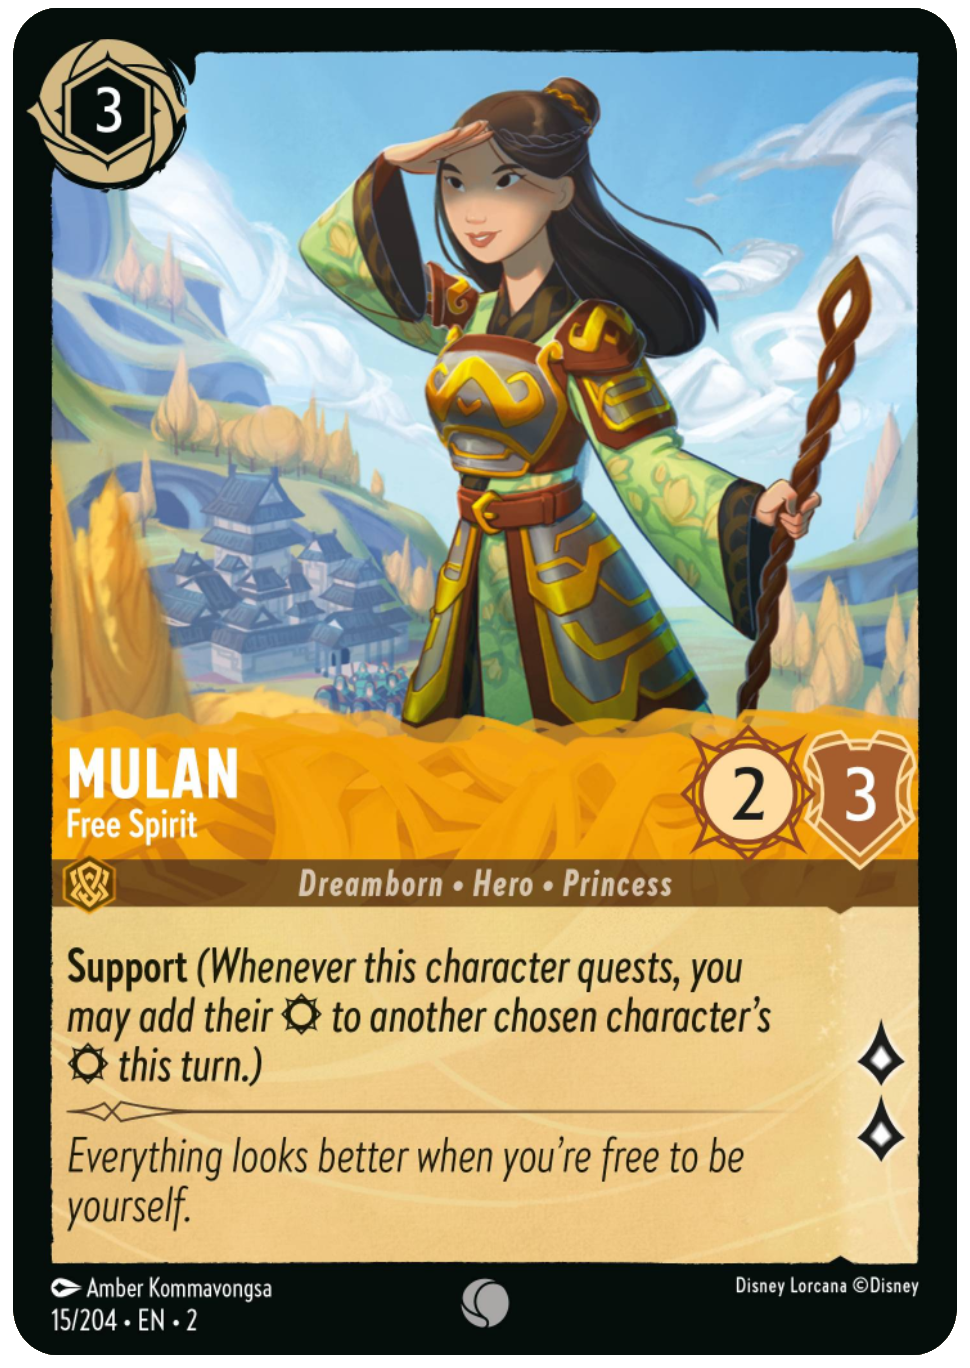 3
MULAN
Free Spirit
2
3
Dreamborn • Hero • Princess
Support (Whenever this character quests, you
may add their to another chosen character's
this turn.)
Everything looks better when you're free to be
yourself.
Amber Kommavongsa
Disney Lorcana ©Disney
15/204 • EN • 2